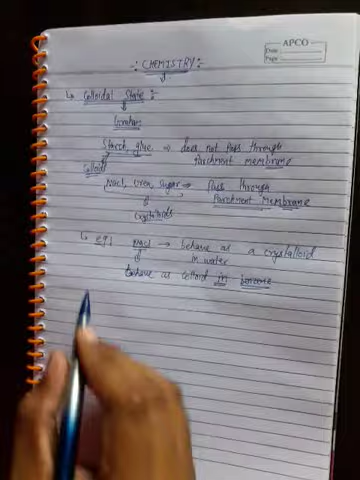 APCO
Date :
Page :
-: CHEMISTRY :-
↳ Colloidal State :-
↓
Graham
Starch, glue → does not Pass through
Parchment membrane
Colloid
NaCl, Urea, Sugar → Pass through
Parchment Membrane
Crystalloids
↳ eg: NaCl → behave as a crystalloid
in water
behave as colloid in benzene